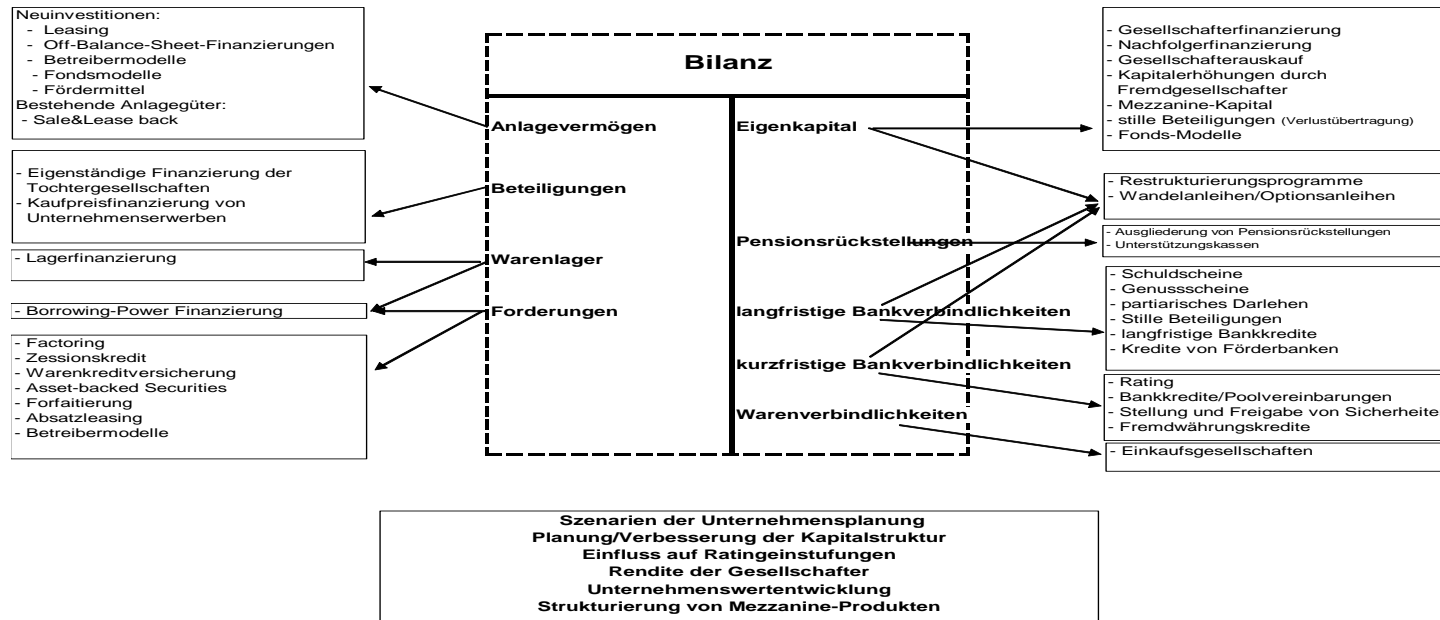 Neuinvestitionen:
- Leasing
- Off-Balance-Sheet-Finanzierungen
- Betreibermodelle
- Fondsmodelle
- Fördermittel
Bestehende Anlagegüter:
- Sale&Lease back
- Eigenständige Finanzierung der
Tochtergesellschaften
- Kaufpreisfinanzierung von
Unternehmenserwerben
- Lagerfinanzierung
- Borrowing-Power Finanzierung
- Factoring
- Zessionskredit
- Warenkreditversicherung
- Asset-backed Securities
- Forfaitierung
- Absatzleasing
- Betreibermodelle
Bilanz
Anlagevermögen
Beteiligungen
Warenlager
Forderungen
Eigenkapital
Pensionsrückstellungen
langfristige Bankverbindlichkeiten
kurzfristige Bankverbindlichkeiten
Warenverbindlichkeiten
- Gesellschafterfinanzierung
- Nachfolgerfinanzierung
- Gesellschafterauskauf
- Kapitalerhöhungen durch
Fremdgesellschafter
- Mezzanine-Kapital
- stille Beteiligungen (Verlustübertragung)
- Fonds-Modelle
- Restrukturierungsprogramme
- Wandelanleihen/Optionsanleihen
- Ausgliederung von Pensionsrückstellungen
- Unterstützungskassen
- Schuldscheine
- Genussscheine
- partiarisches Darlehen
- Stille Beteiligungen
- langfristige Bankkredite
- Kredite von Förderbanken
- Rating
- Bankkredite/Poolvereinbarungen
- Stellung und Freigabe von Sicherheite
- Fremdwährungskredite
- Einkaufsgesellschaften
Szenarien der Unternehmensplanung
Planung/Verbesserung der Kapitalstruktur
Einfluss auf Ratingeinstufungen
Rendite der Gesellschafter
Unternehmenswertentwicklung
Strukturierung von Mezzanine-Produkten